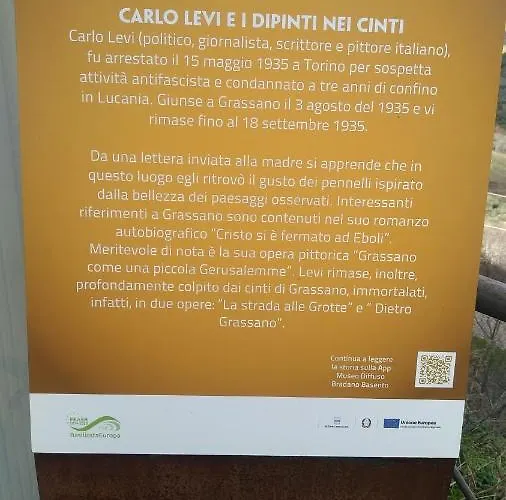 CARLO LEVI E I DIPINTI NEI CINTI
Carlo Levi (politico, giornalista, scrittore e pittore italiano),
fu arrestato il 15 maggio 1935 a Torino per sospetta
attività antifascista e condannato a tre anni di confino
in Lucania. Giunse a Grassano il 3 agosto del 1935 e vi
rimase fino al 18 settembre 1935.
Da una lettera inviata alla madre si apprende che in
questo luogo egli ritrovò il gusto dei pennelli ispirato
dalla bellezza dei paesaggi osservati. Interessanti
riferimenti a Grassano sono contenuti nel suo romanzo
autobiografico "Cristo si è fermato ad Eboli".
Meritevole di nota è la sua opera pittorica "Grassano
come una piccola Gerusalemme". Levi rimase, inoltre,
profondamente colpito dai cinti di Grassano, immortalati,
infatti, in due opere: "La strada alle Grotte" e " Dietro
Grassano".
Continua a leggere
la storia sulla App
Museo Diffuso
Bradano Basento
BasilicataEuropa
Unione Europea